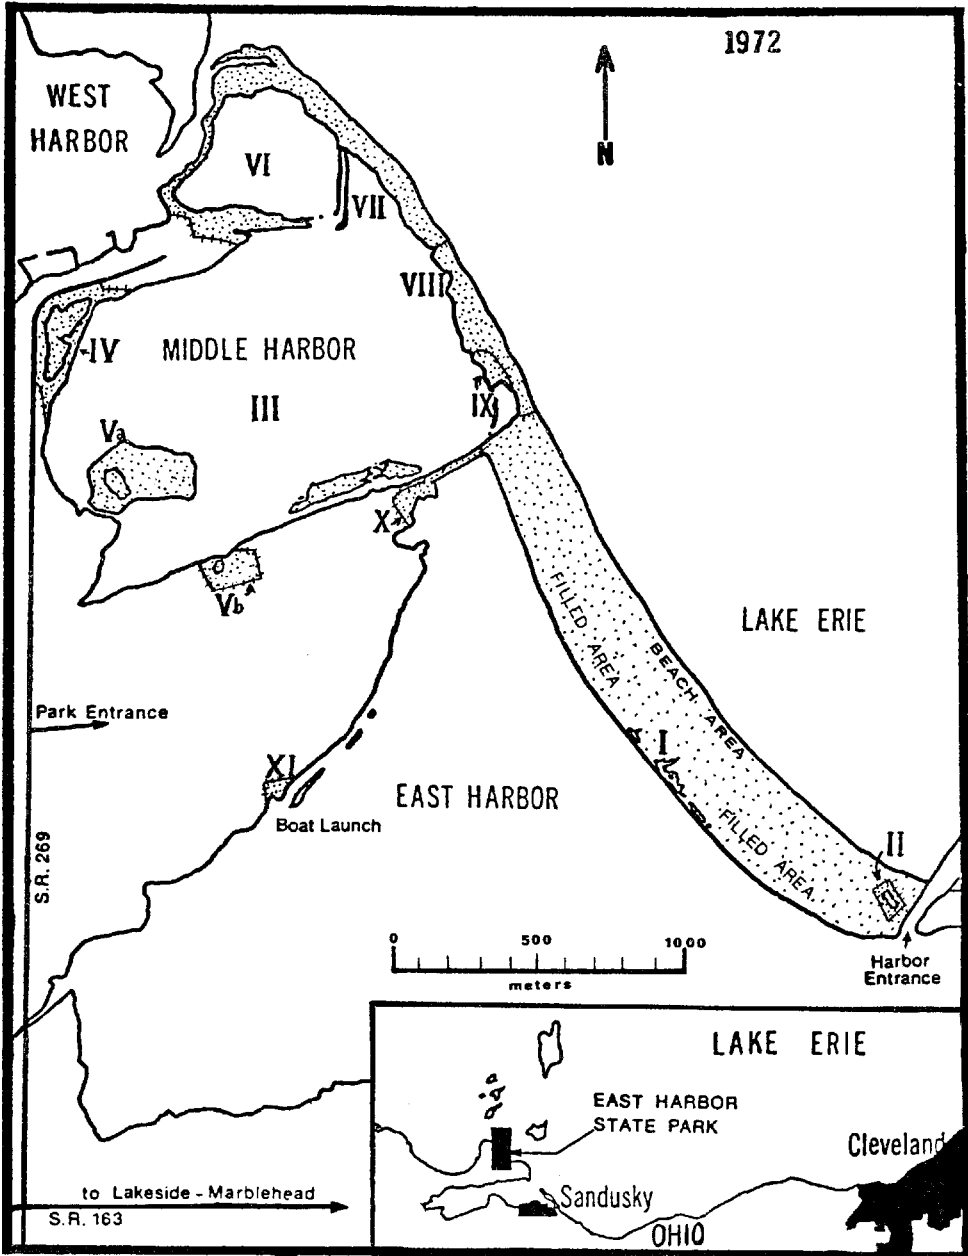 1972
WEST
HARBOR
N
VI
VII
VIII
IV
MIDDLE HARBOR
III
IX
Va
X
Vb
FILLED AREA
LAKE ERIE
BEACH AREA
Park Entrance
I
XI
EAST HARBOR
Boat Launch
FILLED AREA
II
S.R. 269
0 500 1000
meters
Harbor
Entrance
LAKE ERIE
EAST HARBOR
STATE PARK
Cleveland
to Lakeside - Marblehead
S.R. 163
Sandusky
OHIO